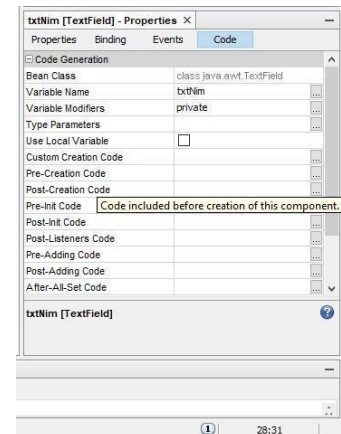 txtNim [TextField] - Properties ×
Properties Binding Events Code
Code Generation
Bean Class class java.awt.TextField
Variable Name txtNim ...
Variable Modifiers private ...
Type Parameters ...
Use Local Variable
Custom Creation Code ...
Pre-Creation Code ...
Post-Creation Code ...
Pre-Init Code Code included before creation of this component.
Post-Init Code ...
Post-Listeners Code ...
Pre-Adding Code ...
Post-Adding Code ...
After-All-Set Code ...
txtNim [TextField] ?
1 28:31